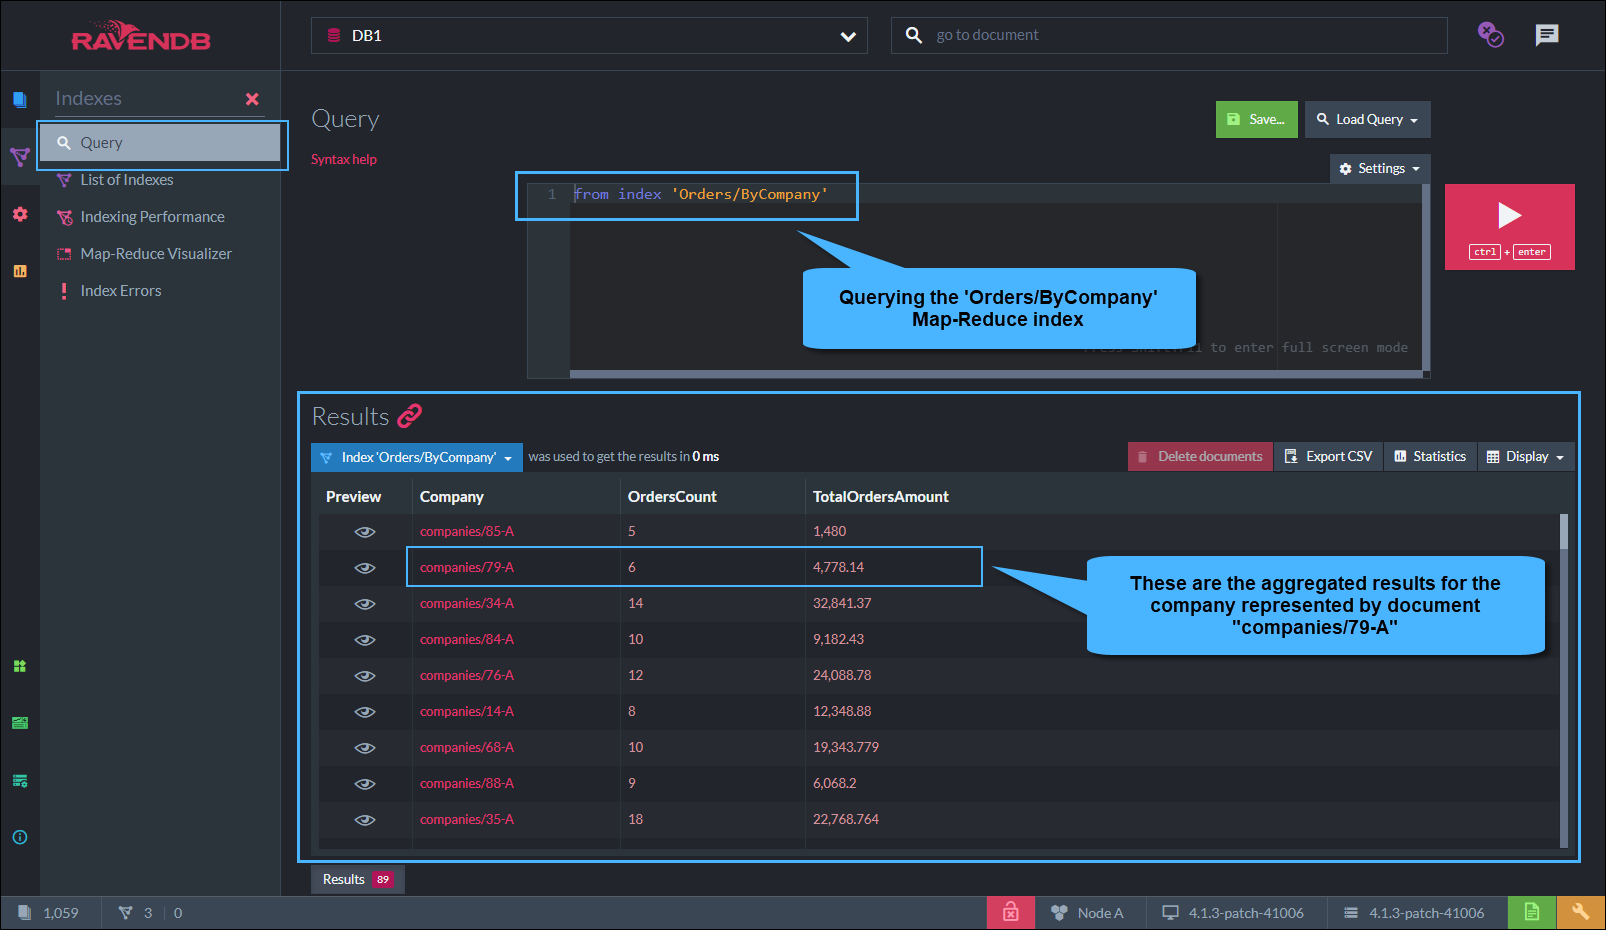 RAVENDB
DB1
go to document
Indexes
Query
List of Indexes
Indexing Performance
Map-Reduce Visualizer
Index Errors
Query
Save...
Load Query
Syntax help
Settings
1 from index 'Orders/ByCompany'
ctrl + enter
Querying the 'Orders/ByCompany'
Map-Reduce index
to enter full screen mode
Results
Index 'Orders/ByCompany' was used to get the results in 0 ms
Delete documents Export CSV Statistics Display
Preview Company OrdersCount TotalOrdersAmount
companies/85-A 5 1,480
companies/79-A 6 4,778.14
companies/34-A 14 32,841.37
companies/84-A 10 9,182.43
companies/76-A 12 24,088.78
companies/14-A 8 12,348.88
companies/68-A 10 19,343.779
companies/88-A 9 6,068.2
companies/35-A 18 22,768.764
These are the aggregated results for the
company represented by document
"companies/79-A"
Results 89
1,059 3 0 Node A 4.1.3-patch-41006 4.1.3-patch-41006